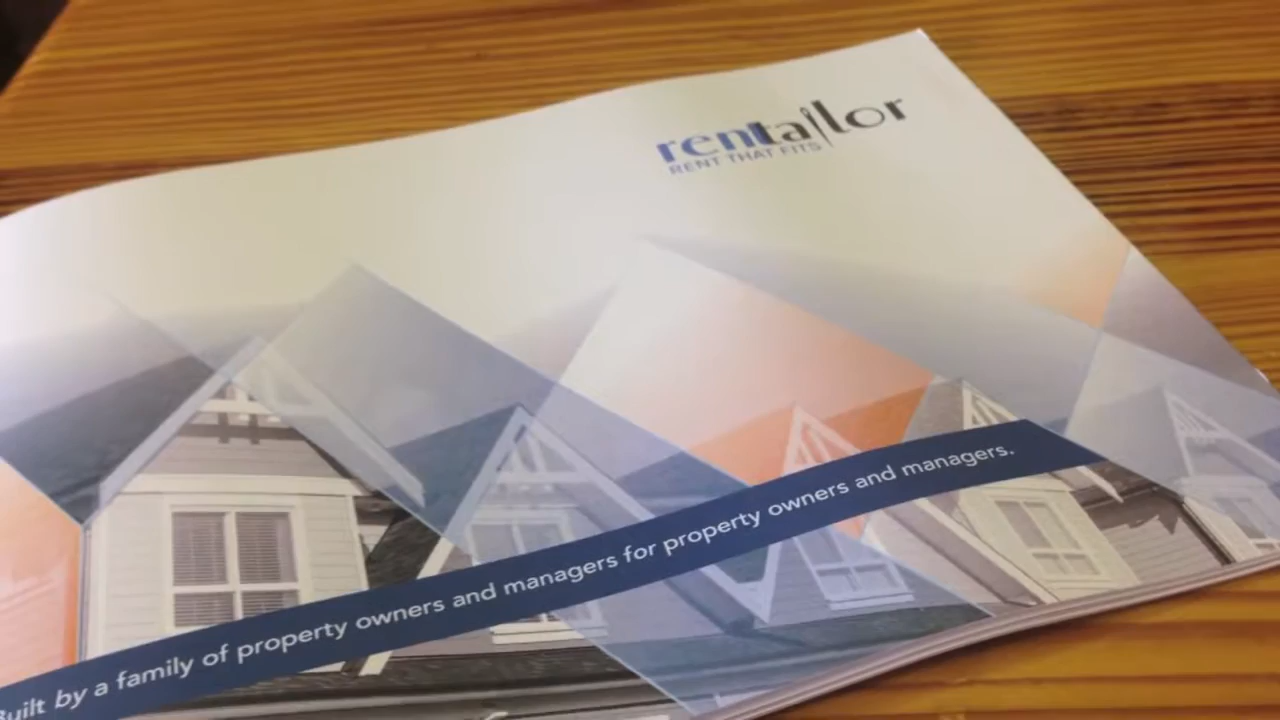 rentailor
RENT THAT FITS
Built by a family of property owners and managers for property owners and managers.